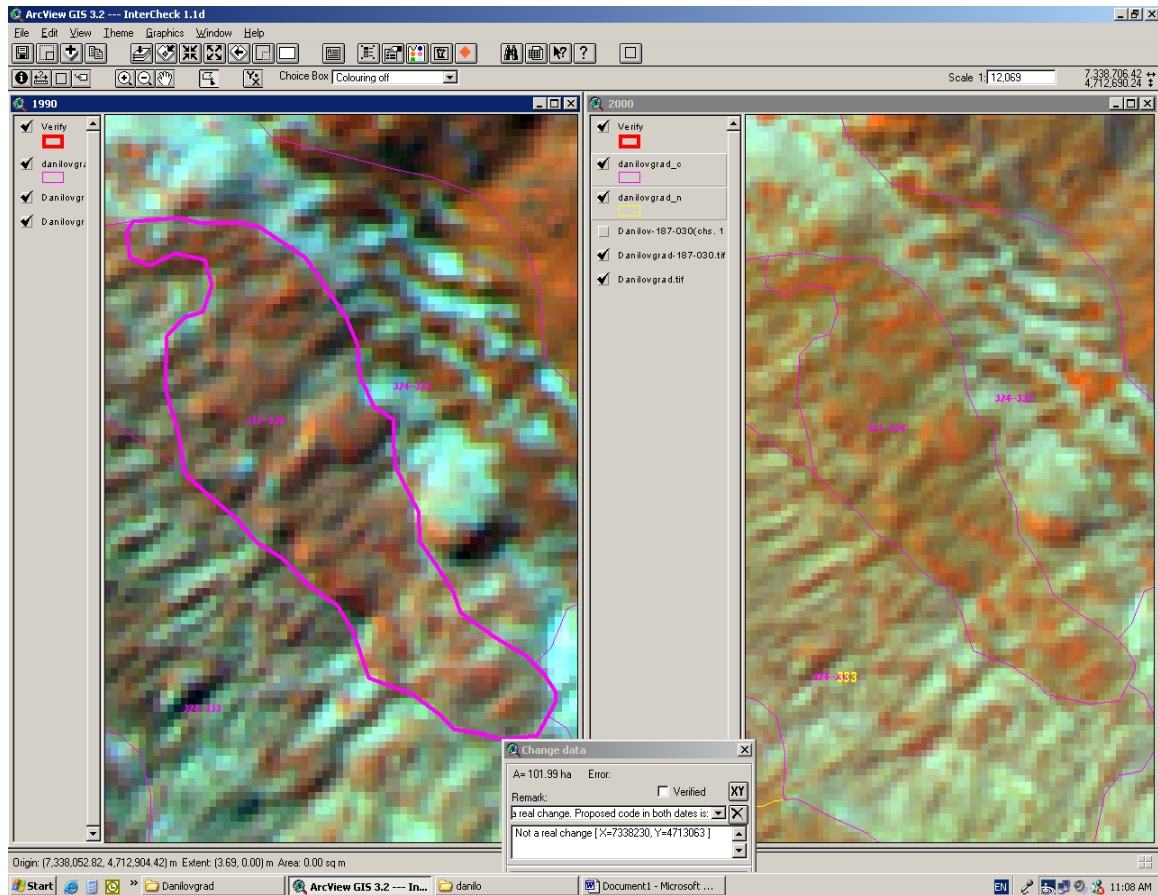 ArcView GIS 3.2 --- InterCheck 1.1d
File Edit View Theme Graphics Window Help
Choice Box Colouring off
Scale 1: 12,069
7,338,706.42
4,712,690.24
1990
Verify
danilovgra
Danilovgr
Danilovgr
324--333
324--333
2000
Verify
danilovgrad_c
danilovgrad_n
Danilov-187-030(chs. 1
Danilovgrad-187-030.tif
Danilovgrad.tif
324--333
333
Change data
A= 101.99 ha Error:
Verified XY
Remark:
a real change. Proposed code in both dates is:
Not a real change [ X=7338230, Y=4713063 ]
Origin: (7,338,052.82, 4,712,904.42) m Extent: (3.69, 0.00) m Area: 0.00 sq m
Start » Danilovgrad ArcView GIS 3.2 --- In... danilo Document1 - Microsoft ... EN 11:08 AM